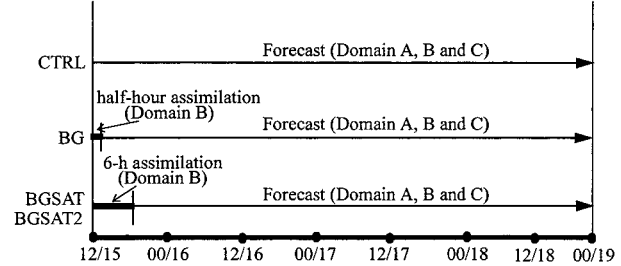 Forecast (Domain A, B and C)
CTRL
half-hour assimilation
(Domain B)
Forecast (Domain A, B and C)
BG
6-h assimilation
(Domain B)
Forecast (Domain A, B and C)
BGSAT
BGSAT2
12/15 00/16 12/16 00/17 12/17 00/18 12/18 00/19